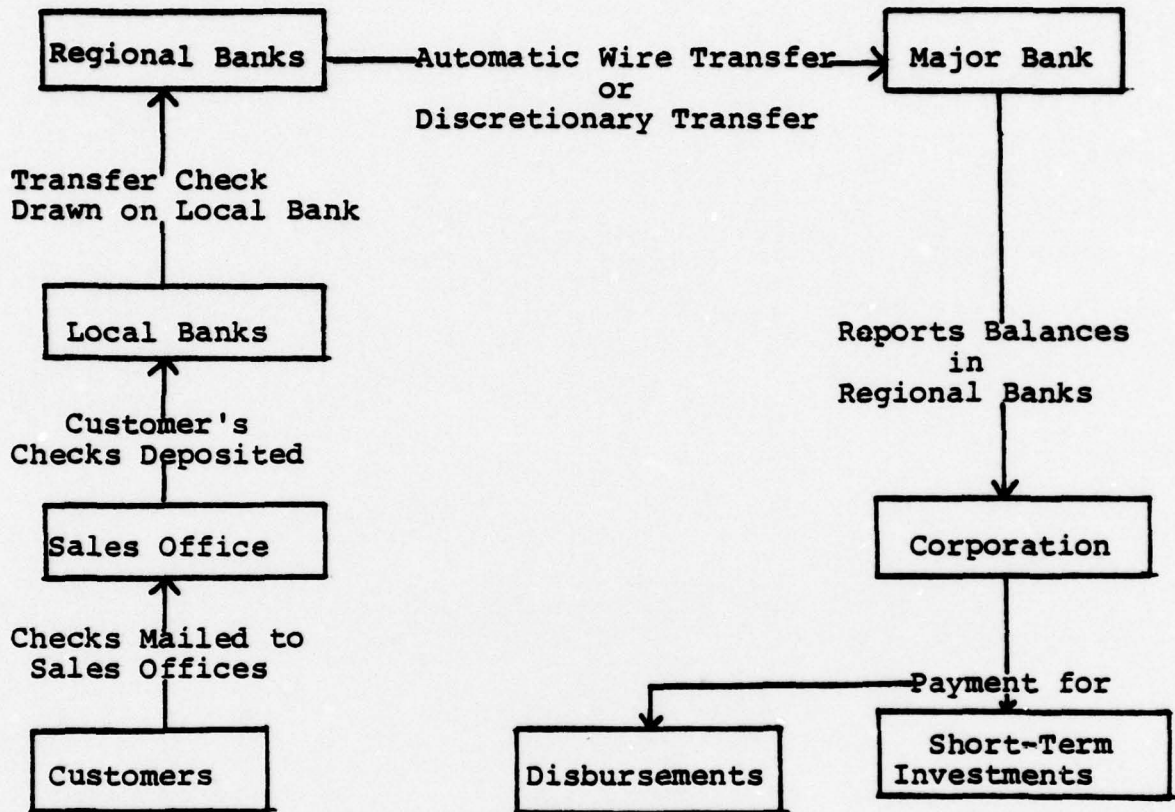 Regional Banks
Automatic Wire Transfer
or
Discretionary Transfer
Major Bank
Transfer Check
Drawn on Local Bank
Local Banks
Reports Balances
in
Regional Banks
Customer's
Checks Deposited
Sales Office
Corporation
Checks Mailed to
Sales Offices
Payment for
Customers
Disbursements
Short-Term
Investments